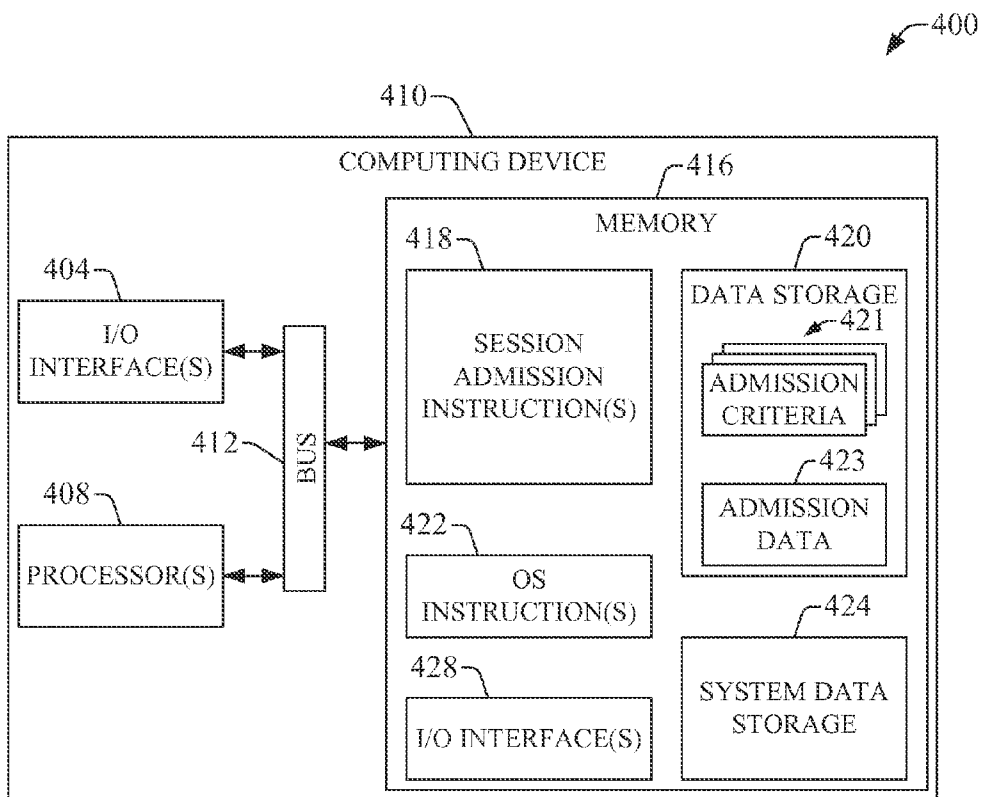 400
410
COMPUTING DEVICE
416
MEMORY
418
SESSION
ADMISSION
INSTRUCTION(S)
420
DATA STORAGE
421
ADMISSION
CRITERIA
423
ADMISSION
DATA
404
I/O
INTERFACE(S)
412
BUS
408
PROCESSOR(S)
422
OS
INSTRUCTION(S)
424
SYSTEM DATA
STORAGE
428
I/O INTERFACE(S)